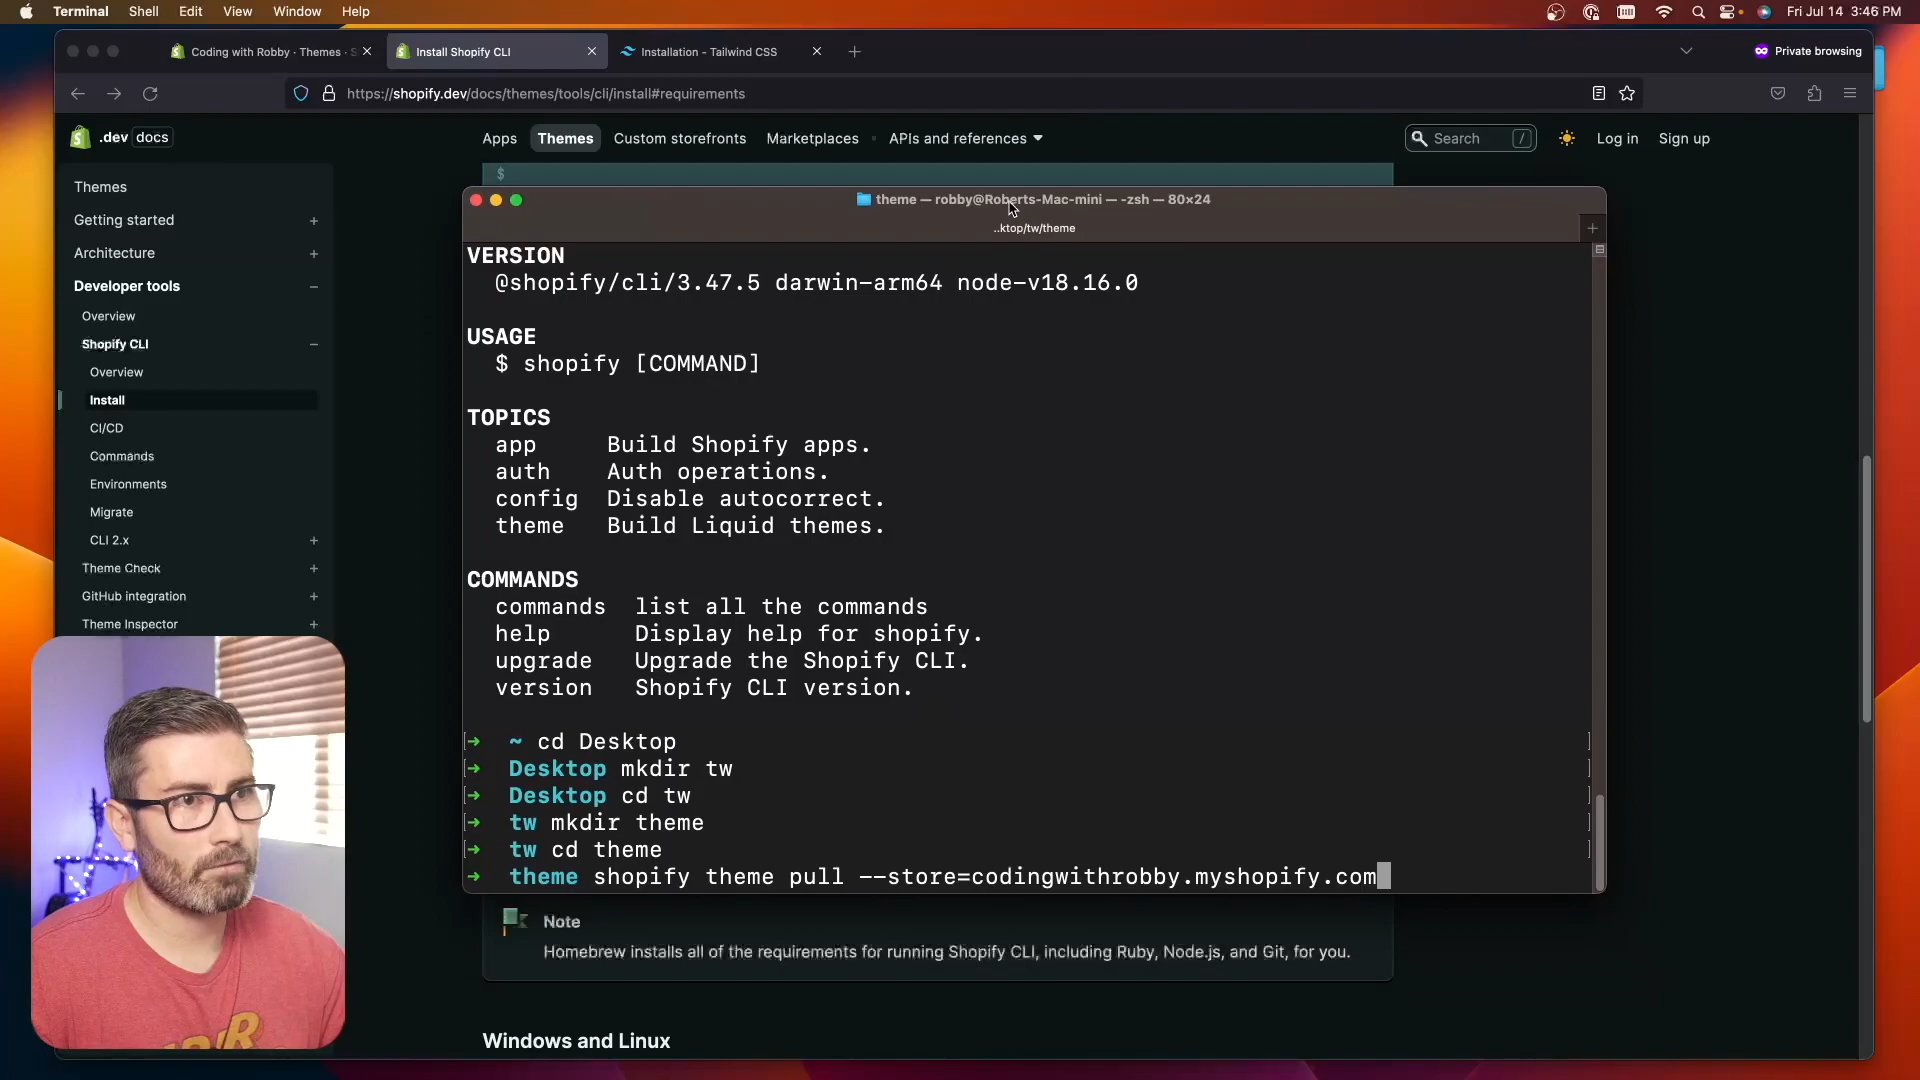 Terminal Shell Edit View Window Help Fri Jul 14 3:46 PM
Coding with Robby · Themes · S
Install Shopify CLI
Installation - Tailwind CSS
Private browsing
https://shopify.dev/docs/themes/tools/cli/install#requirements
.dev docs
Apps Themes Custom storefronts Marketplaces APIs and references
Search /
Log in Sign up
Themes
Getting started +
Architecture +
Developer tools −
Overview
Shopify CLI −
Overview
Install
CI/CD
Commands
Environments
Migrate
CLI 2.x +
Theme Check +
GitHub integration +
Theme Inspector +
$
theme — robby@Roberts-Mac-mini — -zsh — 80×24
..ktop/tw/theme
VERSION
@shopify/cli/3.47.5 darwin-arm64 node-v18.16.0
USAGE
$ shopify [COMMAND]
TOPICS
app Build Shopify apps.
auth Auth operations.
config Disable autocorrect.
theme Build Liquid themes.
COMMANDS
commands list all the commands
help Display help for shopify.
upgrade Upgrade the Shopify CLI.
version Shopify CLI version.
[➜ ~ cd Desktop ]
[➜ Desktop mkdir tw ]
[➜ Desktop cd tw ]
[➜ tw mkdir theme ]
[➜ tw cd theme ]
➜ theme shopify theme pull --store=codingwithrobby.myshopify.com
Note
Homebrew installs all of the requirements for running Shopify CLI, including Ruby, Node.js, and Git, for you.
Windows and Linux